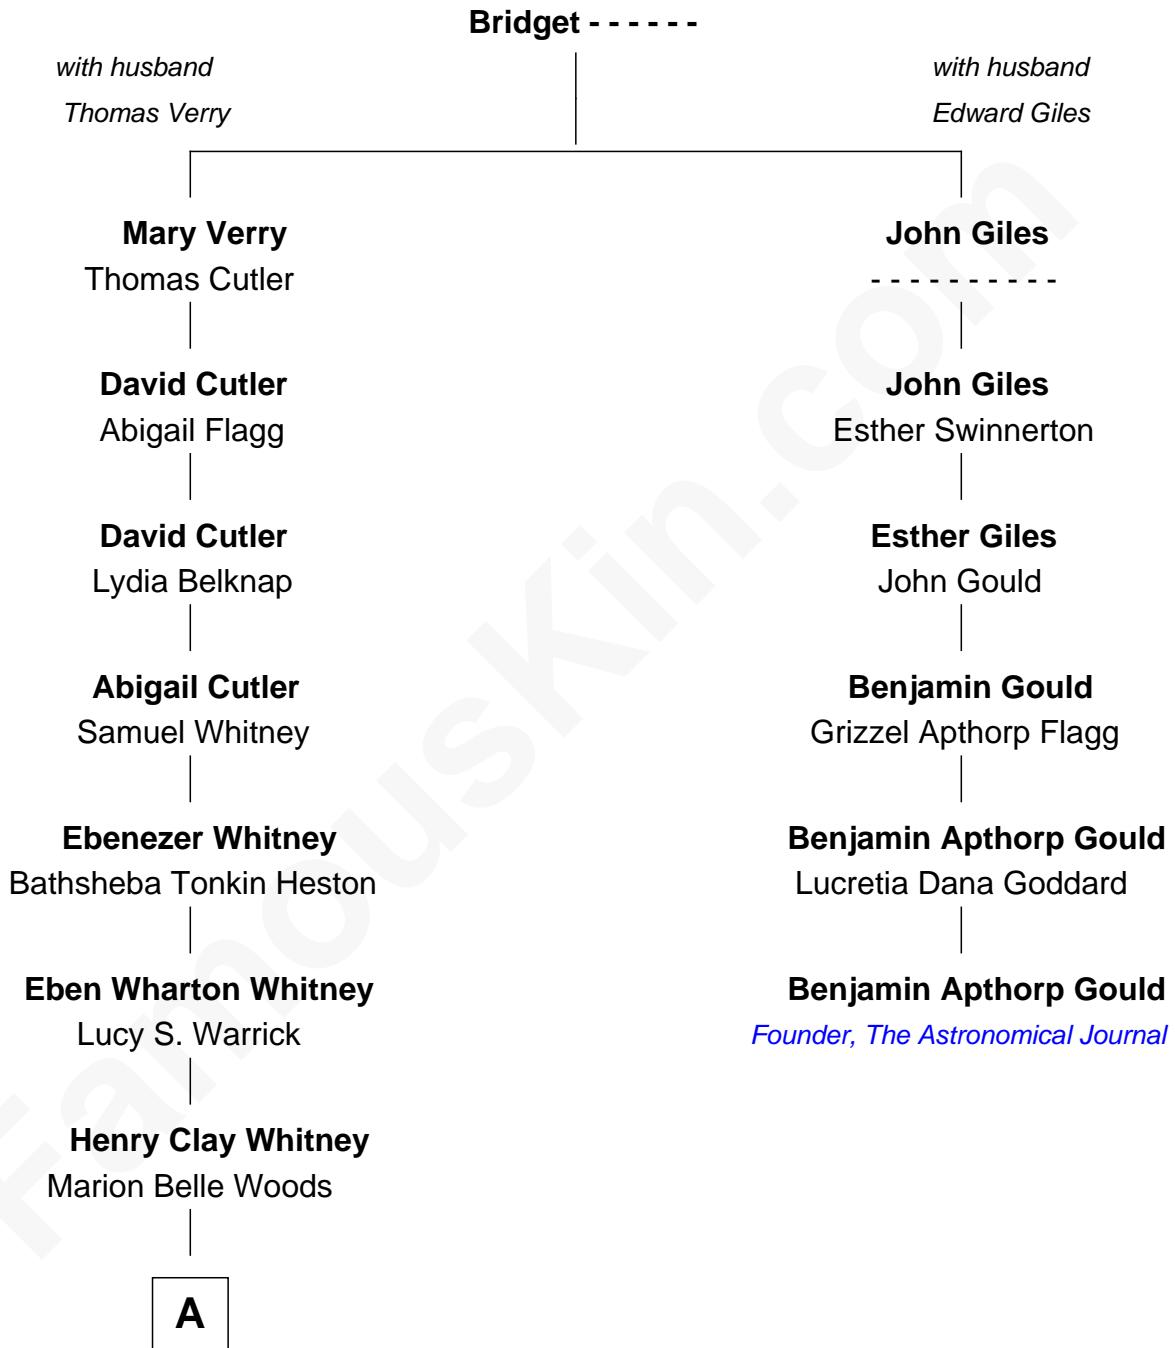 Bridget - - - - - -
with husband
Thomas Verry
with husband
Edward Giles
Mary Verry
Thomas Cutler
David Cutler
Abigail Flagg
David Cutler
Lydia Belknap
Abigail Cutler
Samuel Whitney
Ebenezer Whitney
Bathsheba Tonkin Heston
Eben Wharton Whitney
Lucy S. Warrick
Henry Clay Whitney
Marion Belle Woods
A
John Giles
- - - - - - - - - -
John Giles
Esther Swinnerton
Esther Giles
John Gould
Benjamin Gould
Grizzel Apthorp Flagg
Benjamin Apthorp Gould
Lucretia Dana Goddard
Benjamin Apthorp Gould
Founder, The Astronomical Journal
FamousKin.com